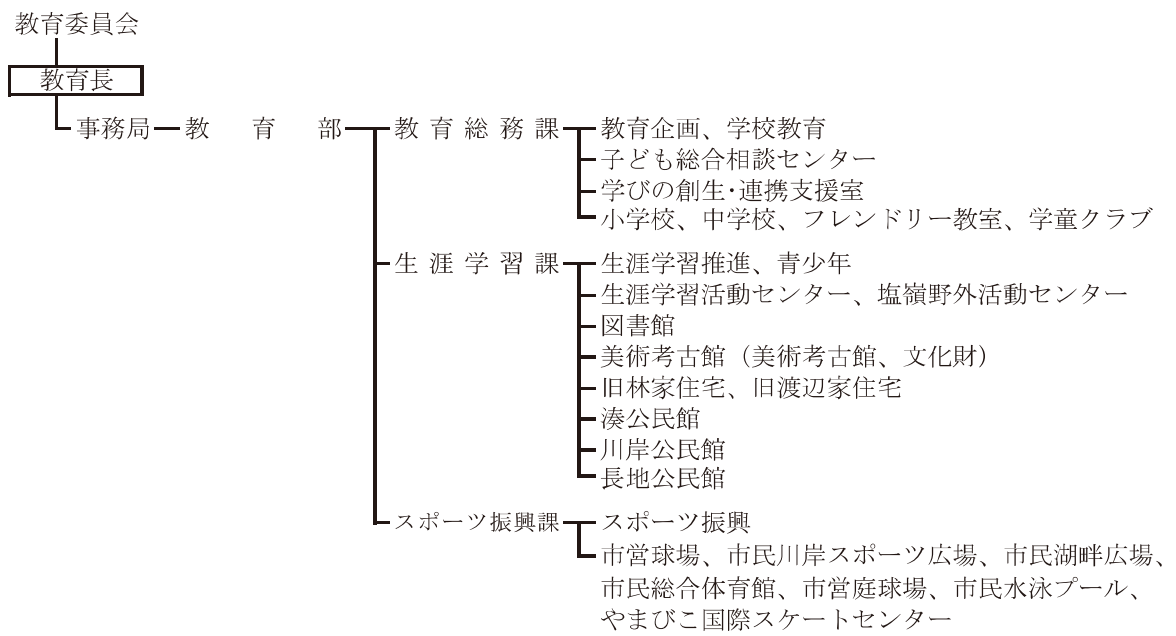 教育委員会
教育長
事務局 教育部 教育総務課 教育企画、学校教育
子ども総合相談センター
学びの創生・連携支援室
小学校、中学校、フレンドリー教室、学童クラブ
生涯学習課 生涯学習推進、青少年
生涯学習活動センター、塩嶺野外活動センター
図書館
美術考古館（美術考古館、文化財）
旧林家住宅、旧渡辺家住宅
湊公民館
川岸公民館
長地公民館
スポーツ振興課 スポーツ振興
市営球場、市民川岸スポーツ広場、市民湖畔広場、
市民総合体育館、市営庭球場、市民水泳プール、
やまびこ国際スケートセンター